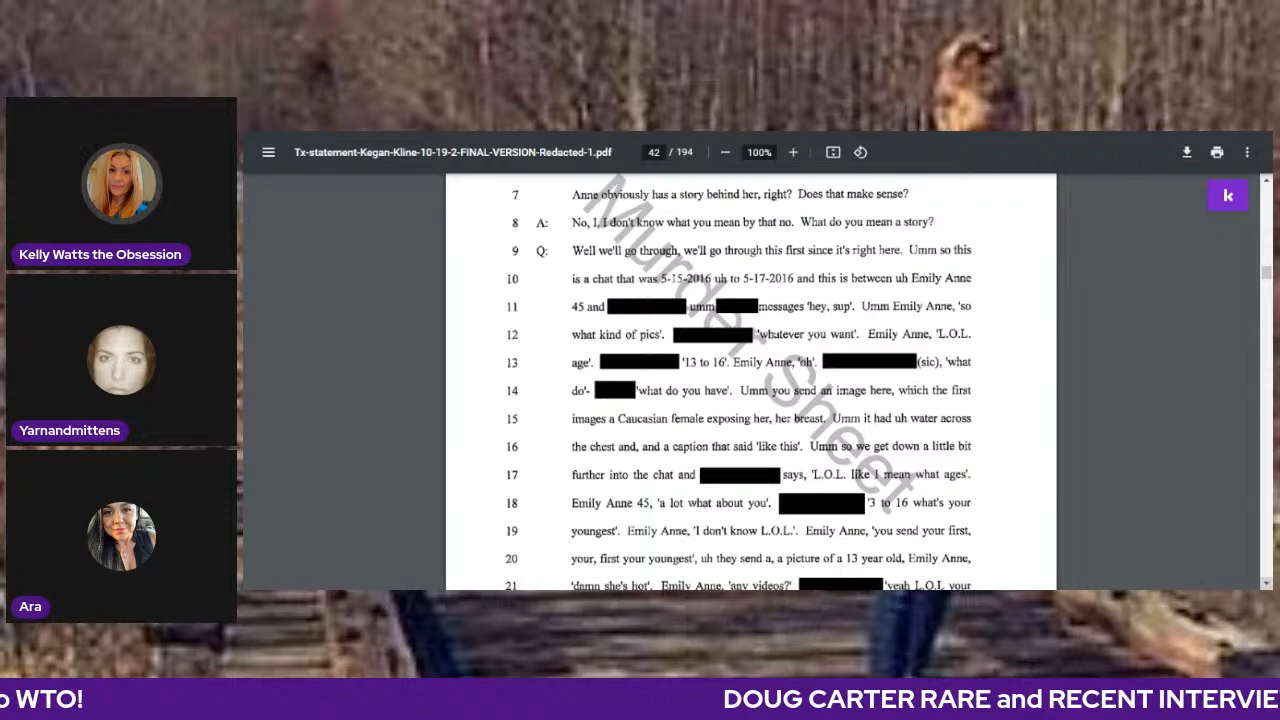 Kelly Watts the Obsession
Yarnandmittens
Ara
Tx-statement-Kegan-Kline-10-19-2-FINAL-VERSION-Redacted-1.pdf 42 / 194 100%
k
7 Anne obviously has a story behind her, right? Does that make sense?
8 A: No, I, I don't know what you mean by that no. What do you mean a story?
9 Q: Well we'll go through, we'll go through this first since it's right here. Umm so this
10 is a chat that was 5-15-2016 uh to 5-17-2016 and this is between uh Emily Anne
11 45 and umm messages 'hey, sup'. Umm Emily Anne, 'so
12 what kind of pics'. 'whatever you want'. Emily Anne, 'L.O.L.
13 age'. '13 to 16'. Emily Anne, 'oh'. (sic), 'what
14 do'- 'what do you have'. Umm you send an image here, which the first
15 images a Caucasian female exposing her, her breast. Umm it had uh water across
16 the chest and, and a caption that said 'like this'. Umm so we get down a little bit
17 further into the chat and says, 'L.O.L. like I mean what ages'.
18 Emily Anne 45, 'a lot what about you'. '3 to 16 what's your
19 youngest'. Emily Anne, 'I don't know L.O.L.'. Emily Anne, 'you send your first,
20 your, first your youngest', uh they send a, a picture of a 13 year old, Emily Anne,
21 'damn she's hot'. Emily Anne, 'any videos?' 'yeah L.O.L your
Murder Sheet
o WTO!
DOUG CARTER RARE and RECENT INTERVIE